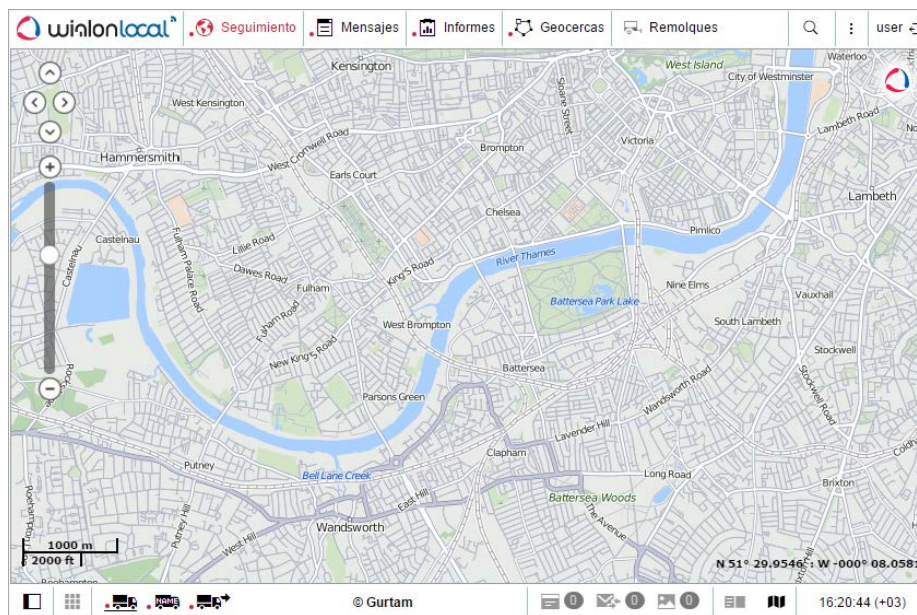 wialon local
Seguimiento
Mensajes
Informes
Geocercas
Remolques
user
Kensington
West Island
Waterloo
City of Westminster
West Kensington
Sloane Street
Lambeth Road
West Cromwell Road
Brompton
Victoria
Hammersmith
Earls Court
Lambeth
Chelsea
Castelnau
Lillie Road
Pimlico
Castelnau
Fulham Palace Road
King's Road
River Thames
Dawes Road
Fulham
Nine Elms
Battersea Park Lake
Vauxhall
Fulham Road
West Brompton
South Lambeth
New King's Road
Stockwell
Battersea
Wandsworth Road
Stockwell Road
Parsons Green
Lavender Hill
Clapham
Putney
Bell Lane Creek
Long Road
Brixton
East Hill
Battersea Woods
The Avenue
Wandsworth
Putney Hill
West Hill
1000 m
2000 ft
N 51° 29.9546' : W -000° 08.0581
NAME
© Gurtam
0
0
0
16:20:44 (+03)